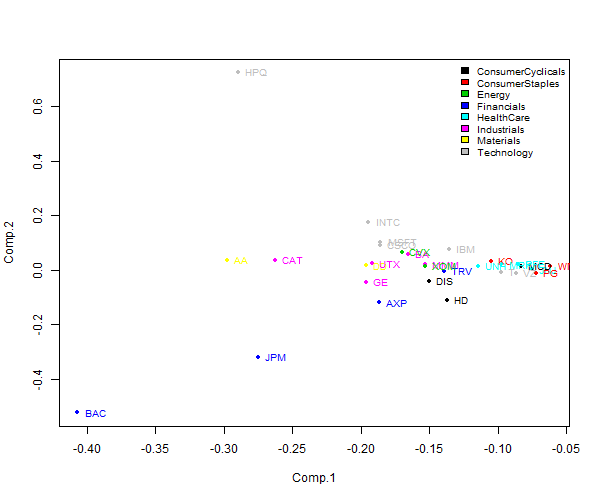 HPQ
ConsumerCyclicals
ConsumerStaples
Energy
Financials
HealthCare
Industrials
Materials
Technology
INTC
MSFT
CSCO
CVX
BA
IBM
AA
CAT
UTX
MMM
TRV
UNH
KO
MCD
PG
GE
DIS
AXP
HD
JPM
BAC
0.6
0.4
0.2
0.0
-0.2
-0.4
Comp.2
-0.40
-0.35
-0.30
-0.25
-0.20
-0.15
-0.10
-0.05
Comp.1